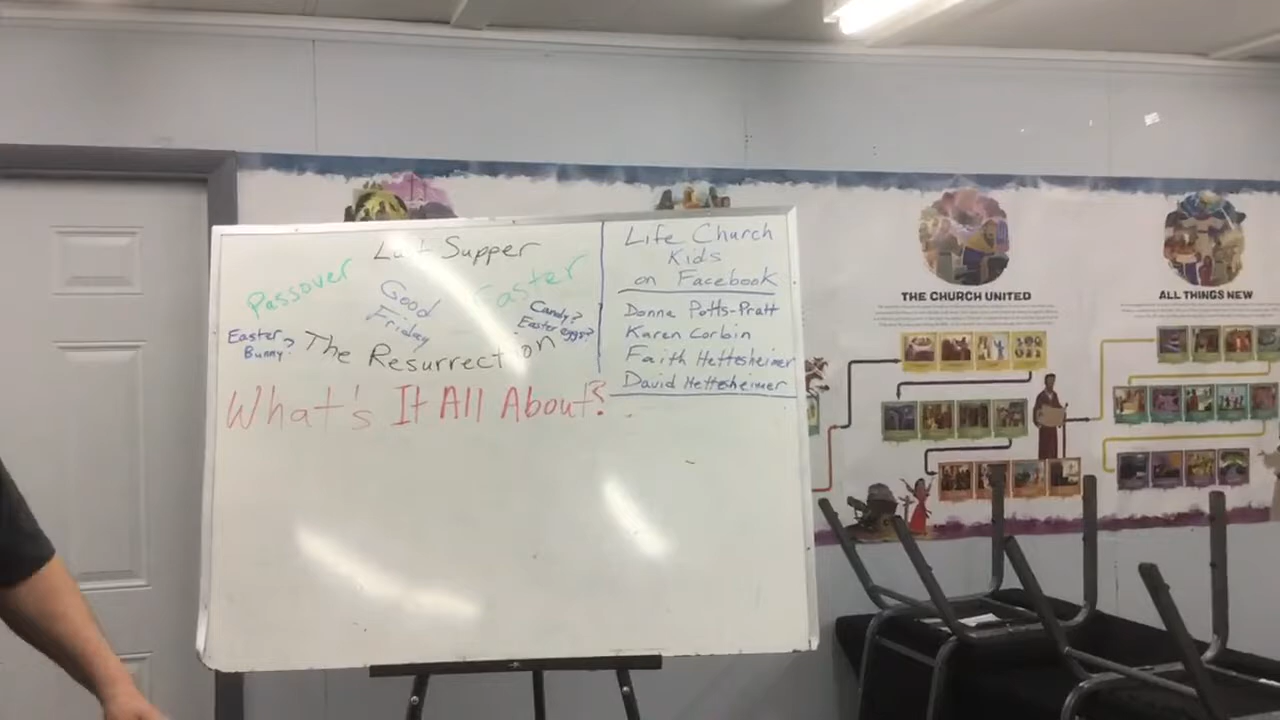 Last Supper
Passover
Good
Friday
Easter
Candy?
Easter eggs?
Easter
Bunny?
The Resurrection
What's It All About?
Life Church
Kids
on Facebook
Donna Potts-Pratt
Karen Corbin
Faith Hettesheimer
David Hettesheimer
THE CHURCH UNITED
ALL THINGS NEW